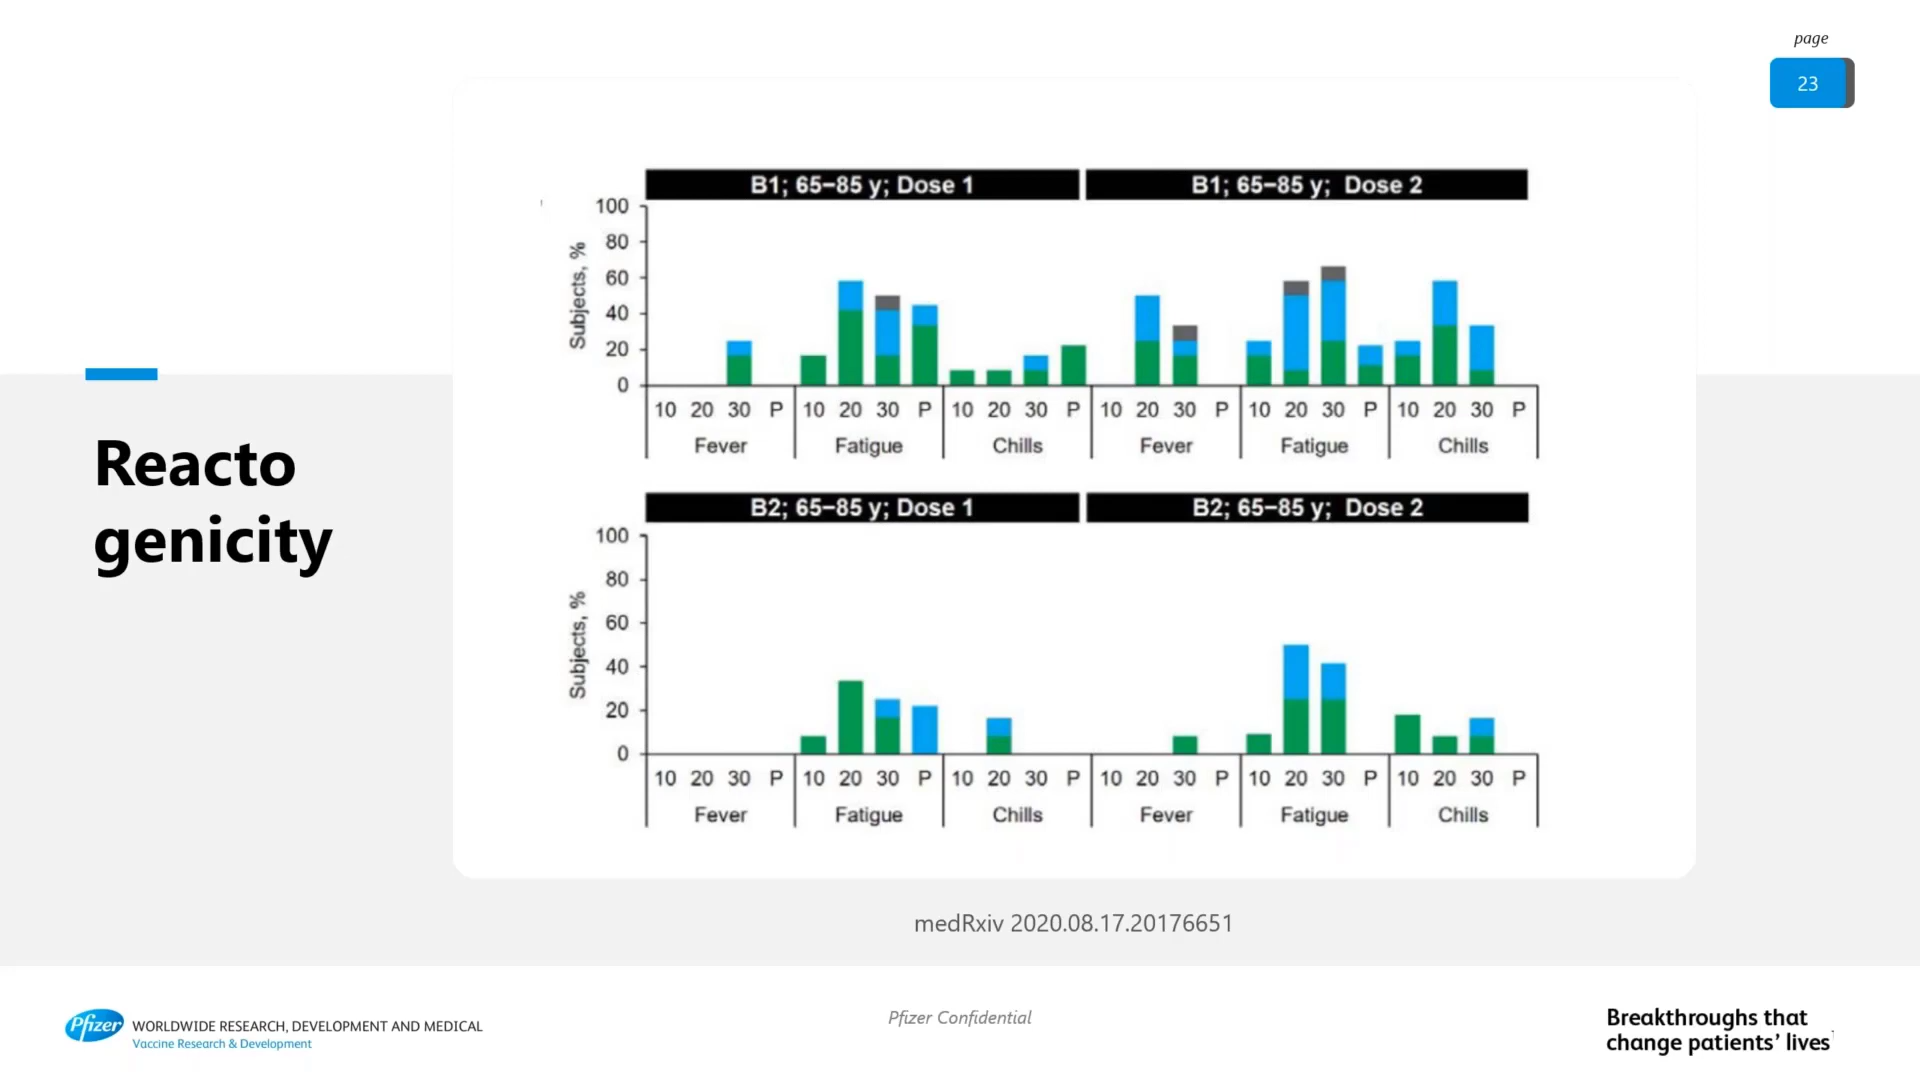 page
23
B1; 65–85 y; Dose 1
B1; 65–85 y; Dose 2
Subjects, %
100
80
60
40
20
0
10 20 30 P 10 20 30 P 10 20 30 P 10 20 30 P 10 20 30 P 10 20 30 P
Fever Fatigue Chills Fever Fatigue Chills
Reacto
genicity
B2; 65–85 y; Dose 1
B2; 65–85 y; Dose 2
Subjects, %
100
80
60
40
20
0
10 20 30 P 10 20 30 P 10 20 30 P 10 20 30 P 10 20 30 P 10 20 30 P
Fever Fatigue Chills Fever Fatigue Chills
medRxiv 2020.08.17.20176651
Pfizer
WORLDWIDE RESEARCH, DEVELOPMENT AND MEDICAL
Vaccine Research & Development
Pfizer Confidential
Breakthroughs that
change patients’ lives